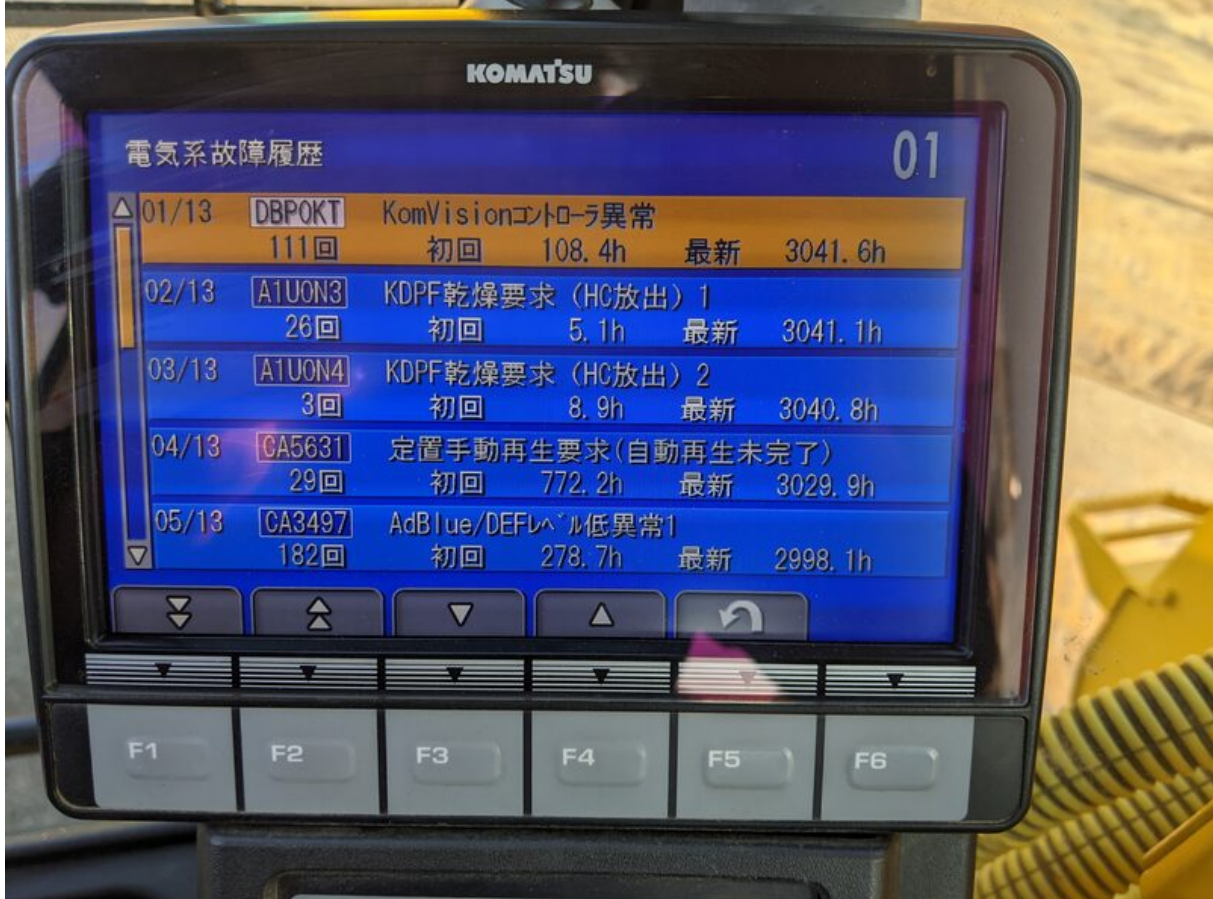 KOMATSU
電気系故障履歴 01
01/13 DBPOKT KomVisionコントローラ異常
111回 初回 108.4h 最新 3041.6h
02/13 A1U0N3 KDPF乾燥要求（HC放出）1
26回 初回 5.1h 最新 3041.1h
03/13 A1U0N4 KDPF乾燥要求（HC放出）2
3回 初回 8.9h 最新 3040.8h
04/13 CA5631 定置手動再生要求(自動再生未完了)
29回 初回 772.2h 最新 3029.9h
05/13 CA3497 AdBlue/DEFレベル低異常1
182回 初回 278.7h 最新 2998.1h
F1 F2 F3 F4 F5 F6